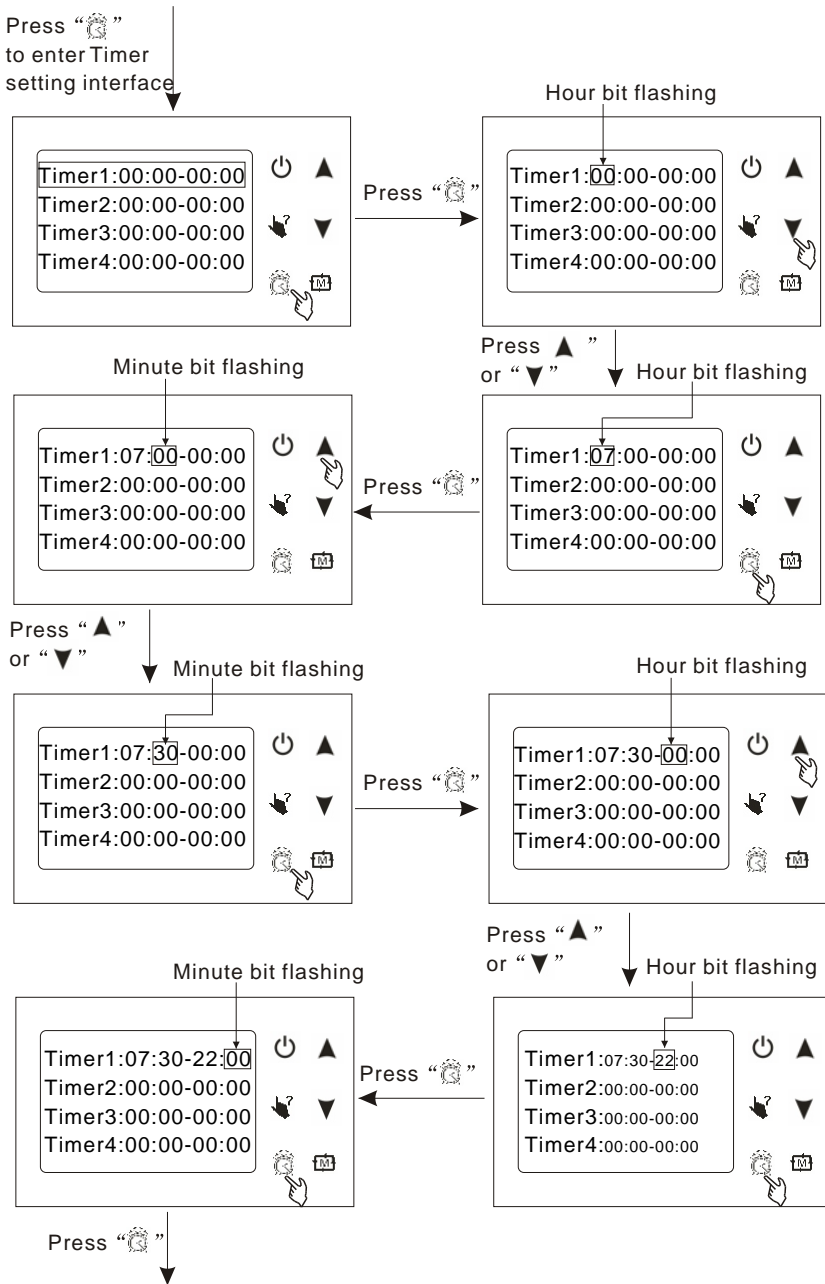 Press “ ”
to enter Timer
setting interface
Hour bit flashing
Timer1:00:00-00:00
Timer2:00:00-00:00
Timer3:00:00-00:00
Timer4:00:00-00:00
M
Press “ ”
Timer1:00:00-00:00
Timer2:00:00-00:00
Timer3:00:00-00:00
Timer4:00:00-00:00
M
Press ▲ ”
or “▼”
Hour bit flashing
Minute bit flashing
Timer1:07:00-00:00
Timer2:00:00-00:00
Timer3:00:00-00:00
Timer4:00:00-00:00
M
Press “ ”
Timer1:07:00-00:00
Timer2:00:00-00:00
Timer3:00:00-00:00
Timer4:00:00-00:00
M
Press “▲”
or “▼”
Minute bit flashing
Hour bit flashing
Timer1:07:30-00:00
Timer2:00:00-00:00
Timer3:00:00-00:00
Timer4:00:00-00:00
M
Press “ ”
Timer1:07:30-00:00
Timer2:00:00-00:00
Timer3:00:00-00:00
Timer4:00:00-00:00
M
Press “▲”
or “▼”
Hour bit flashing
Minute bit flashing
Timer1:07:30-22:00
Timer2:00:00-00:00
Timer3:00:00-00:00
Timer4:00:00-00:00
M
Press “ ”
Timer1:07:30-22:00
Timer2:00:00-00:00
Timer3:00:00-00:00
Timer4:00:00-00:00
M
Press “ ”